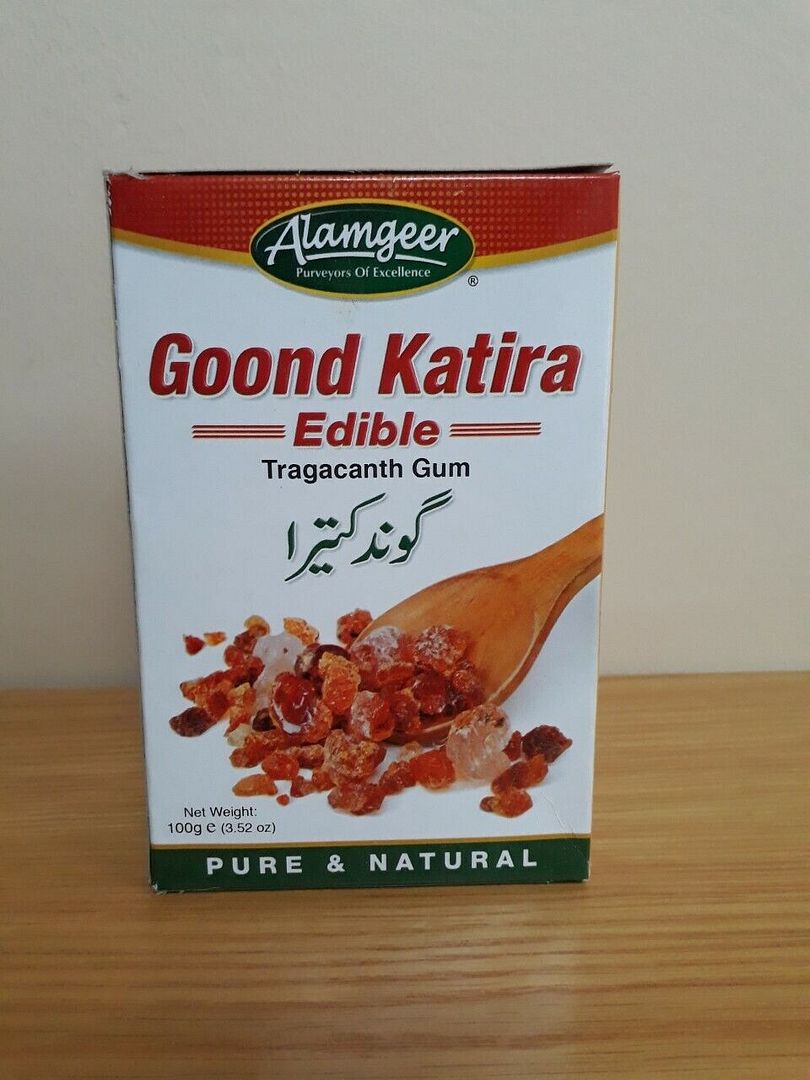 Alamgeer
Purveyors Of Excellence
®
Goond Katira
Edible
Tragacanth Gum
گوند کتیرا
Net Weight:
100g e (3.52 oz)
PURE & NATURAL